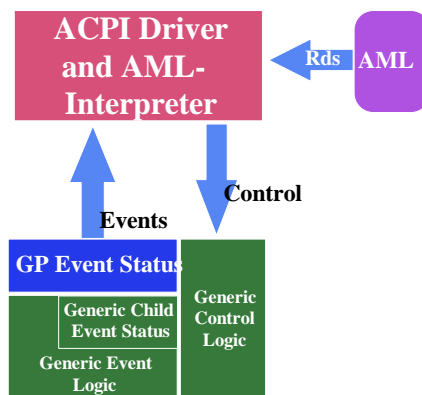 ACPI Driver
and AML-
Interpreter
Rds
AML
Control
Events
GP Event Status
Generic Child
Event Status
Generic Event
Logic
Generic
Control
Logic